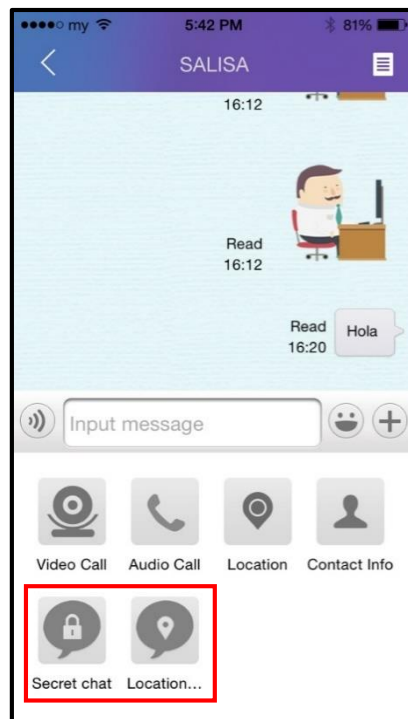 my 5:42 PM 81%
SALISA
16:12
Read
16:12
Read
16:20
Hola
Input message
Video Call Audio Call Location Contact Info
Secret chat Location...